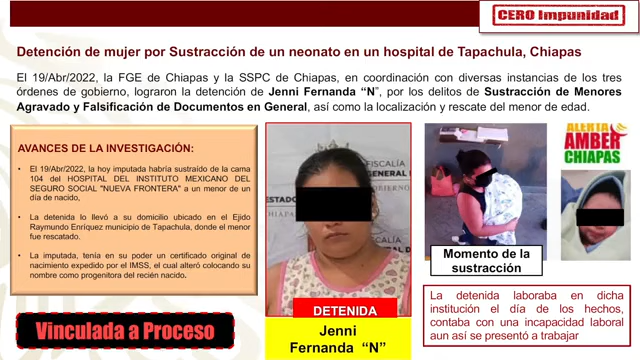 CERO Impunidad
Detención de mujer por Sustracción de un neonato en un hospital de Tapachula, Chiapas
El 19/Abr/2022, la FGE de Chiapas y la SSPC de Chiapas, en coordinación con diversas instancias de los tres
órdenes de gobierno, lograron la detención de Jenni Fernanda “N”, por los delitos de Sustracción de Menores
Agravado y Falsificación de Documentos en General, así como la localización y rescate del menor de edad.
AVANCES DE LA INVESTIGACIÓN:
• El 19/Abr/2022, la hoy imputada habría sustraído de la cama
104 del HOSPITAL DEL INSTITUTO MEXICANO DEL
SEGURO SOCIAL "NUEVA FRONTERA" a un menor de un
día de nacido,
• La detenida lo llevó a su domicilio ubicado en el Ejido
Raymundo Enríquez municipio de Tapachula, donde el menor
fue rescatado.
• La imputada, tenía en su poder un certificado original de
nacimiento expedido por el IMSS, el cual alteró colocando su
nombre como progenitora del recién nacido.
Vinculada a Proceso
FISCALÍA
DETENIDA
Jenni
Fernanda “N”
Momento de la
sustracción
ALERTA
AMBER
CHIAPAS
La detenida laboraba en dicha
institución el día de los hechos,
contaba con una incapacidad laboral
aun así se presentó a trabajar